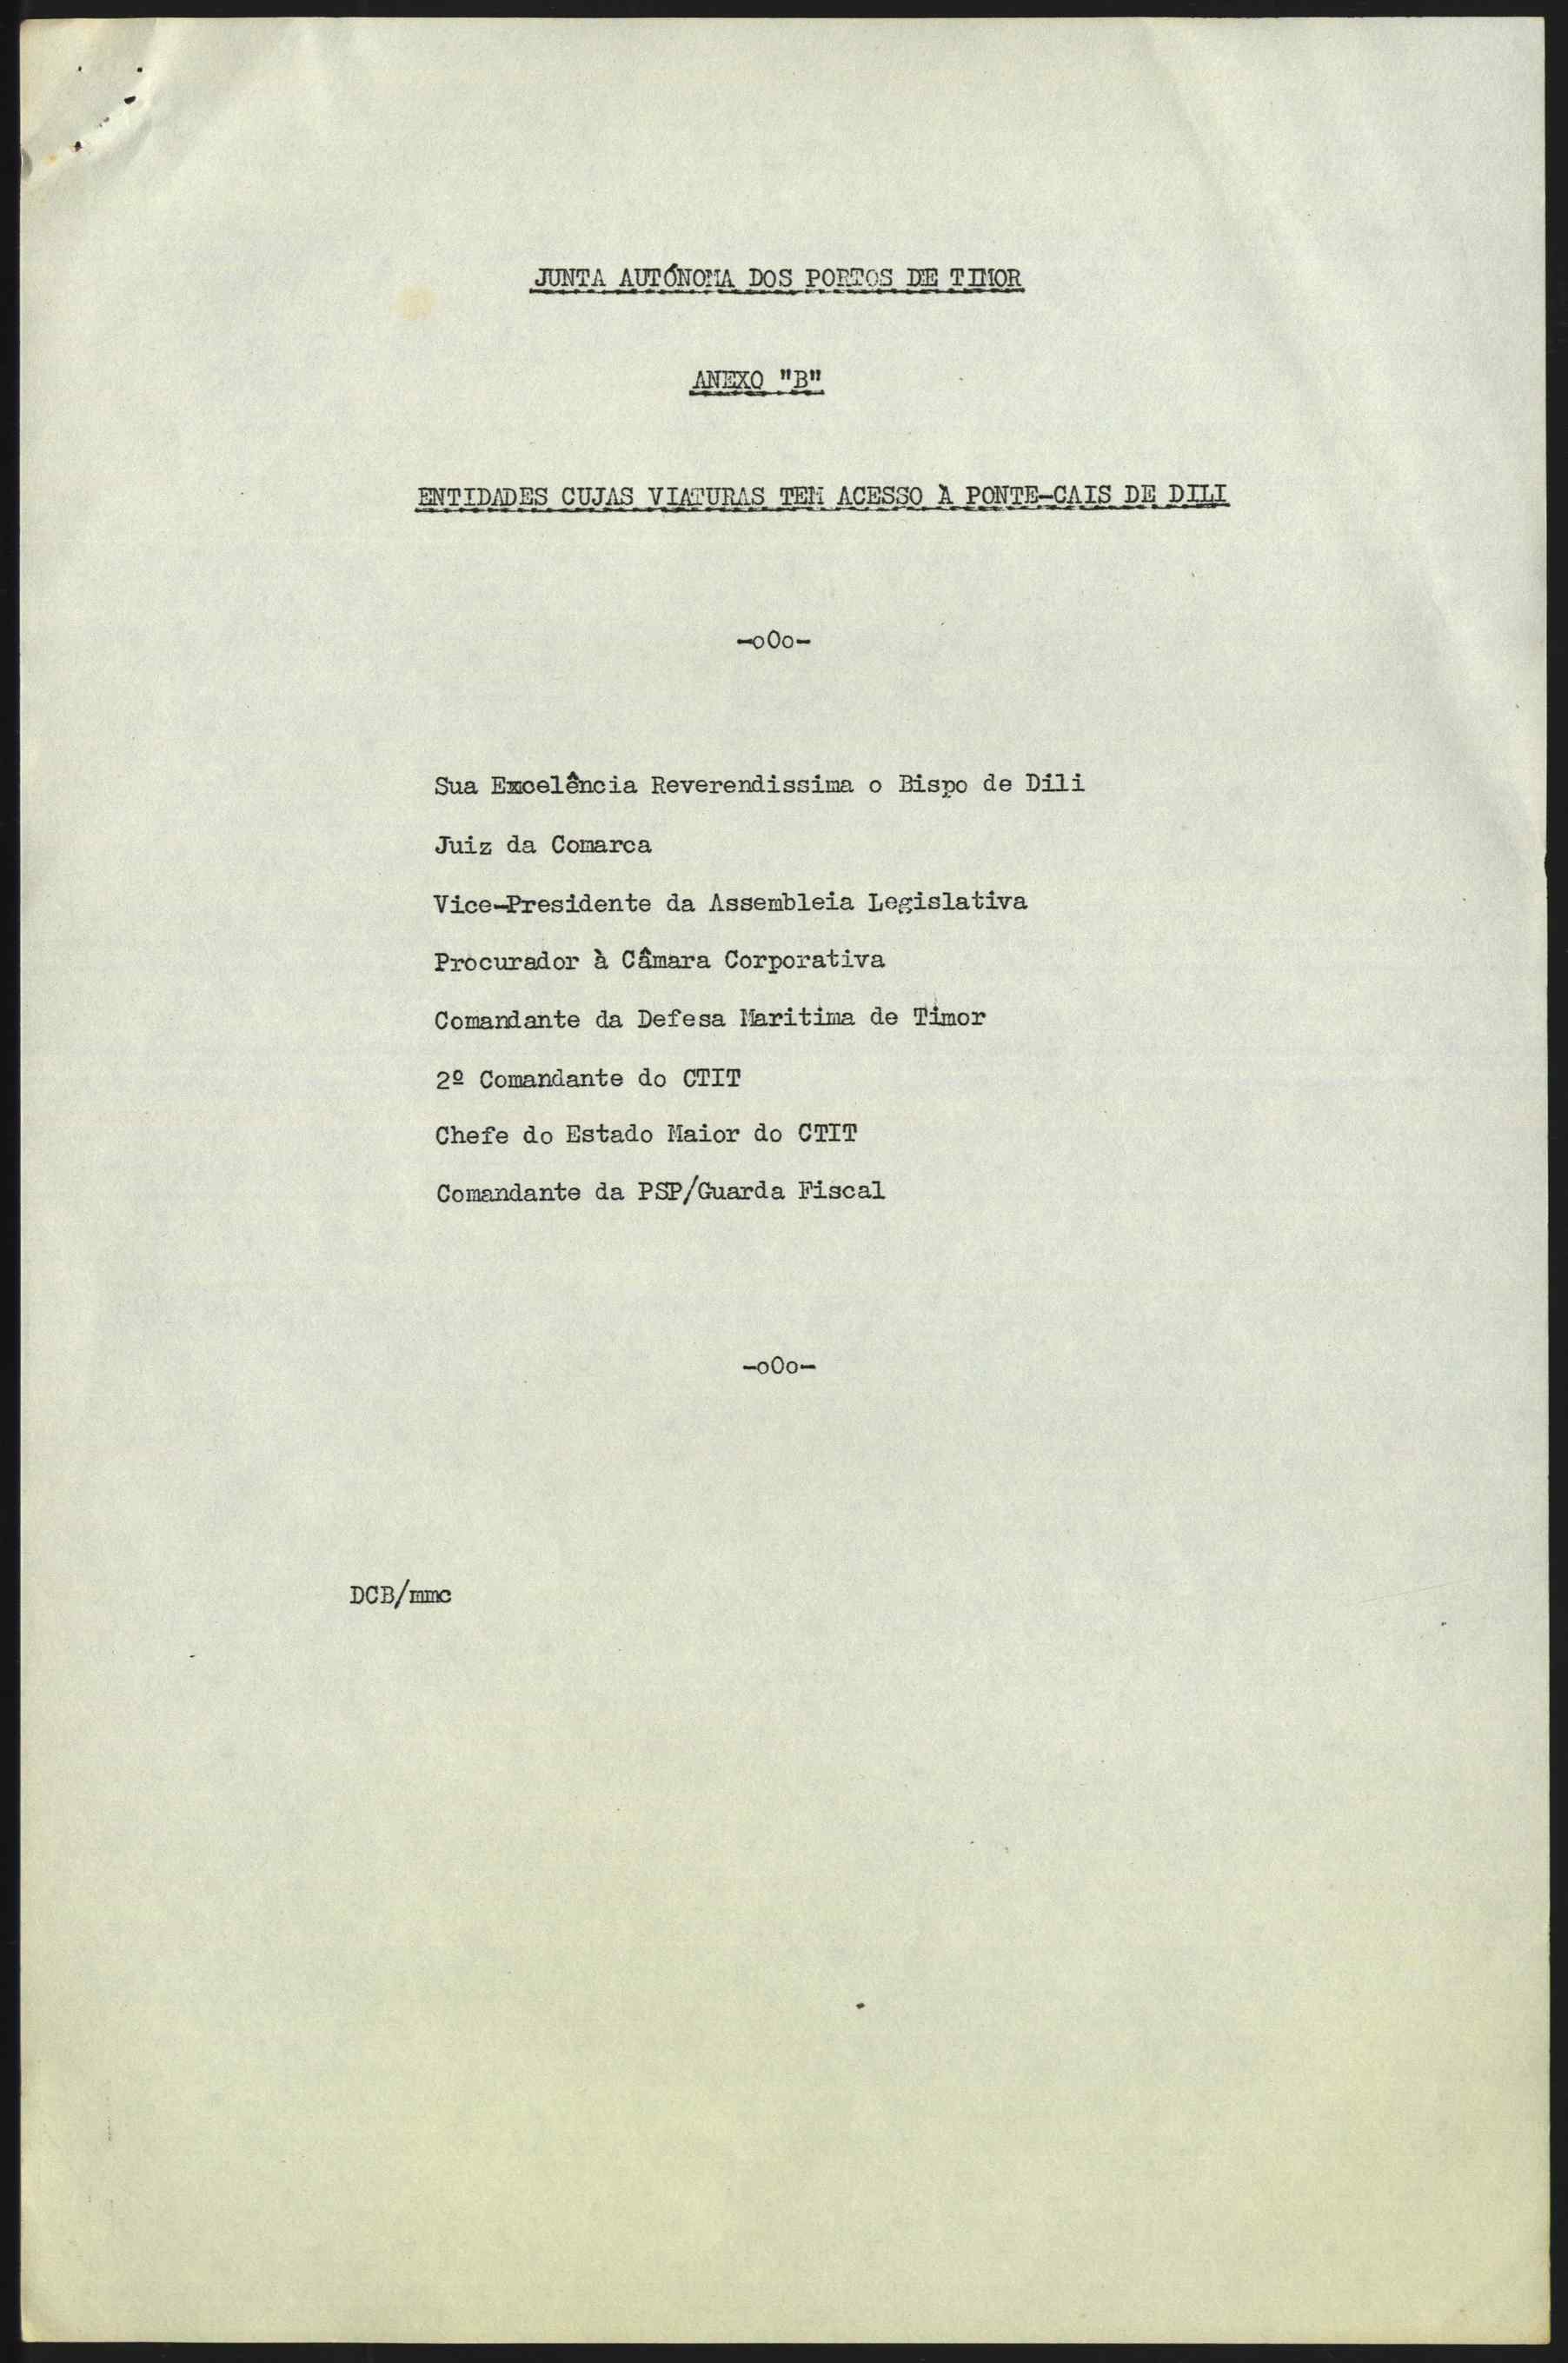 JUNTA AUTÓNOMA DOS PORTOS DE TIMOR
ANEXO "B"
ENTIDADES CUJAS VIATURAS TEM ACESSO À PONTE-CAIS DE DILI
-oOo-
Sua Excelência Reverendissima o Bispo de Dili
Juiz da Comarca
Vice-Presidente da Assembleia Legislativa
Procurador à Câmara Corporativa
Comandante da Defesa Maritima de Timor
2º Comandante do CTIT
Chefe do Estado Maior do CTIT
Comandante da PSP/Guarda Fiscal
-oOo-
DCB/mmc